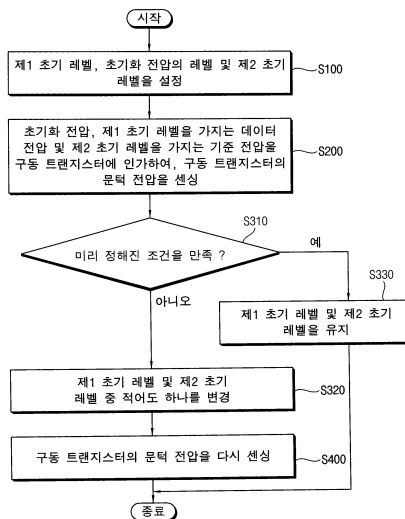 시작
제1 초기 레벨, 초기화 전압의 레벨 및 제2 초기
레벨을 설정
S100
초기화 전압, 제1 초기 레벨을 가지는 데이터
전압 및 제2 초기 레벨을 가지는 기준 전압을
구동 트랜지스터에 인가하여, 구동 트랜지스터의
문턱 전압을 센싱
S200
S310
미리 정해진 조건을 만족 ?
예
아니오
S330
제1 초기 레벨 및 제2 초기
레벨을 유지
제1 초기 레벨 및 제2 초기
레벨 중 적어도 하나를 변경
S320
구동 트랜지스터의 문턱 전압을 다시 센싱
S400
종료